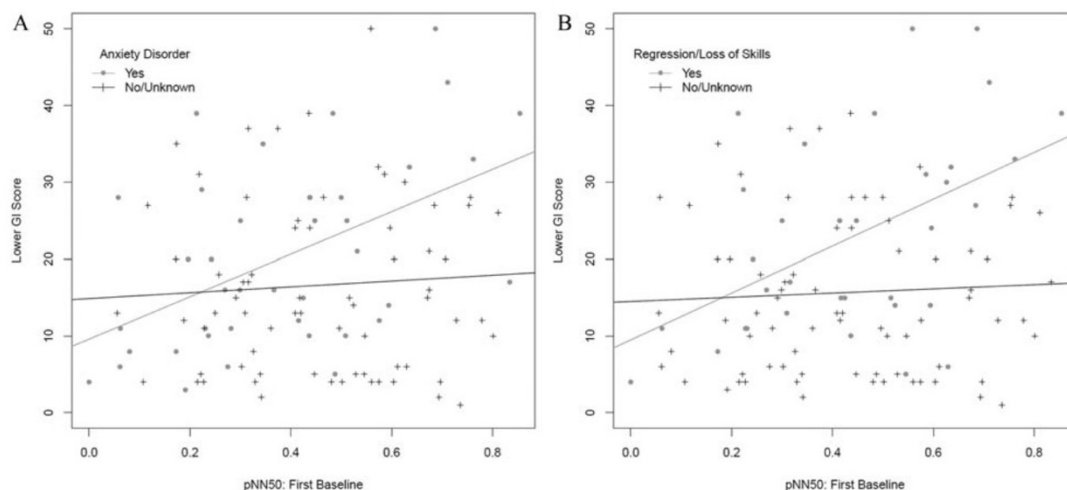 A
Anxiety Disorder
Yes
No/Unknown
Lower GI Score
50
40
30
20
10
0
0.0 0.2 0.4 0.6 0.8
pNN50: First Baseline
B
Regression/Loss of Skills
Yes
No/Unknown
Lower GI Score
50
40
30
20
10
0
0.0 0.2 0.4 0.6 0.8
pNN50: First Baseline